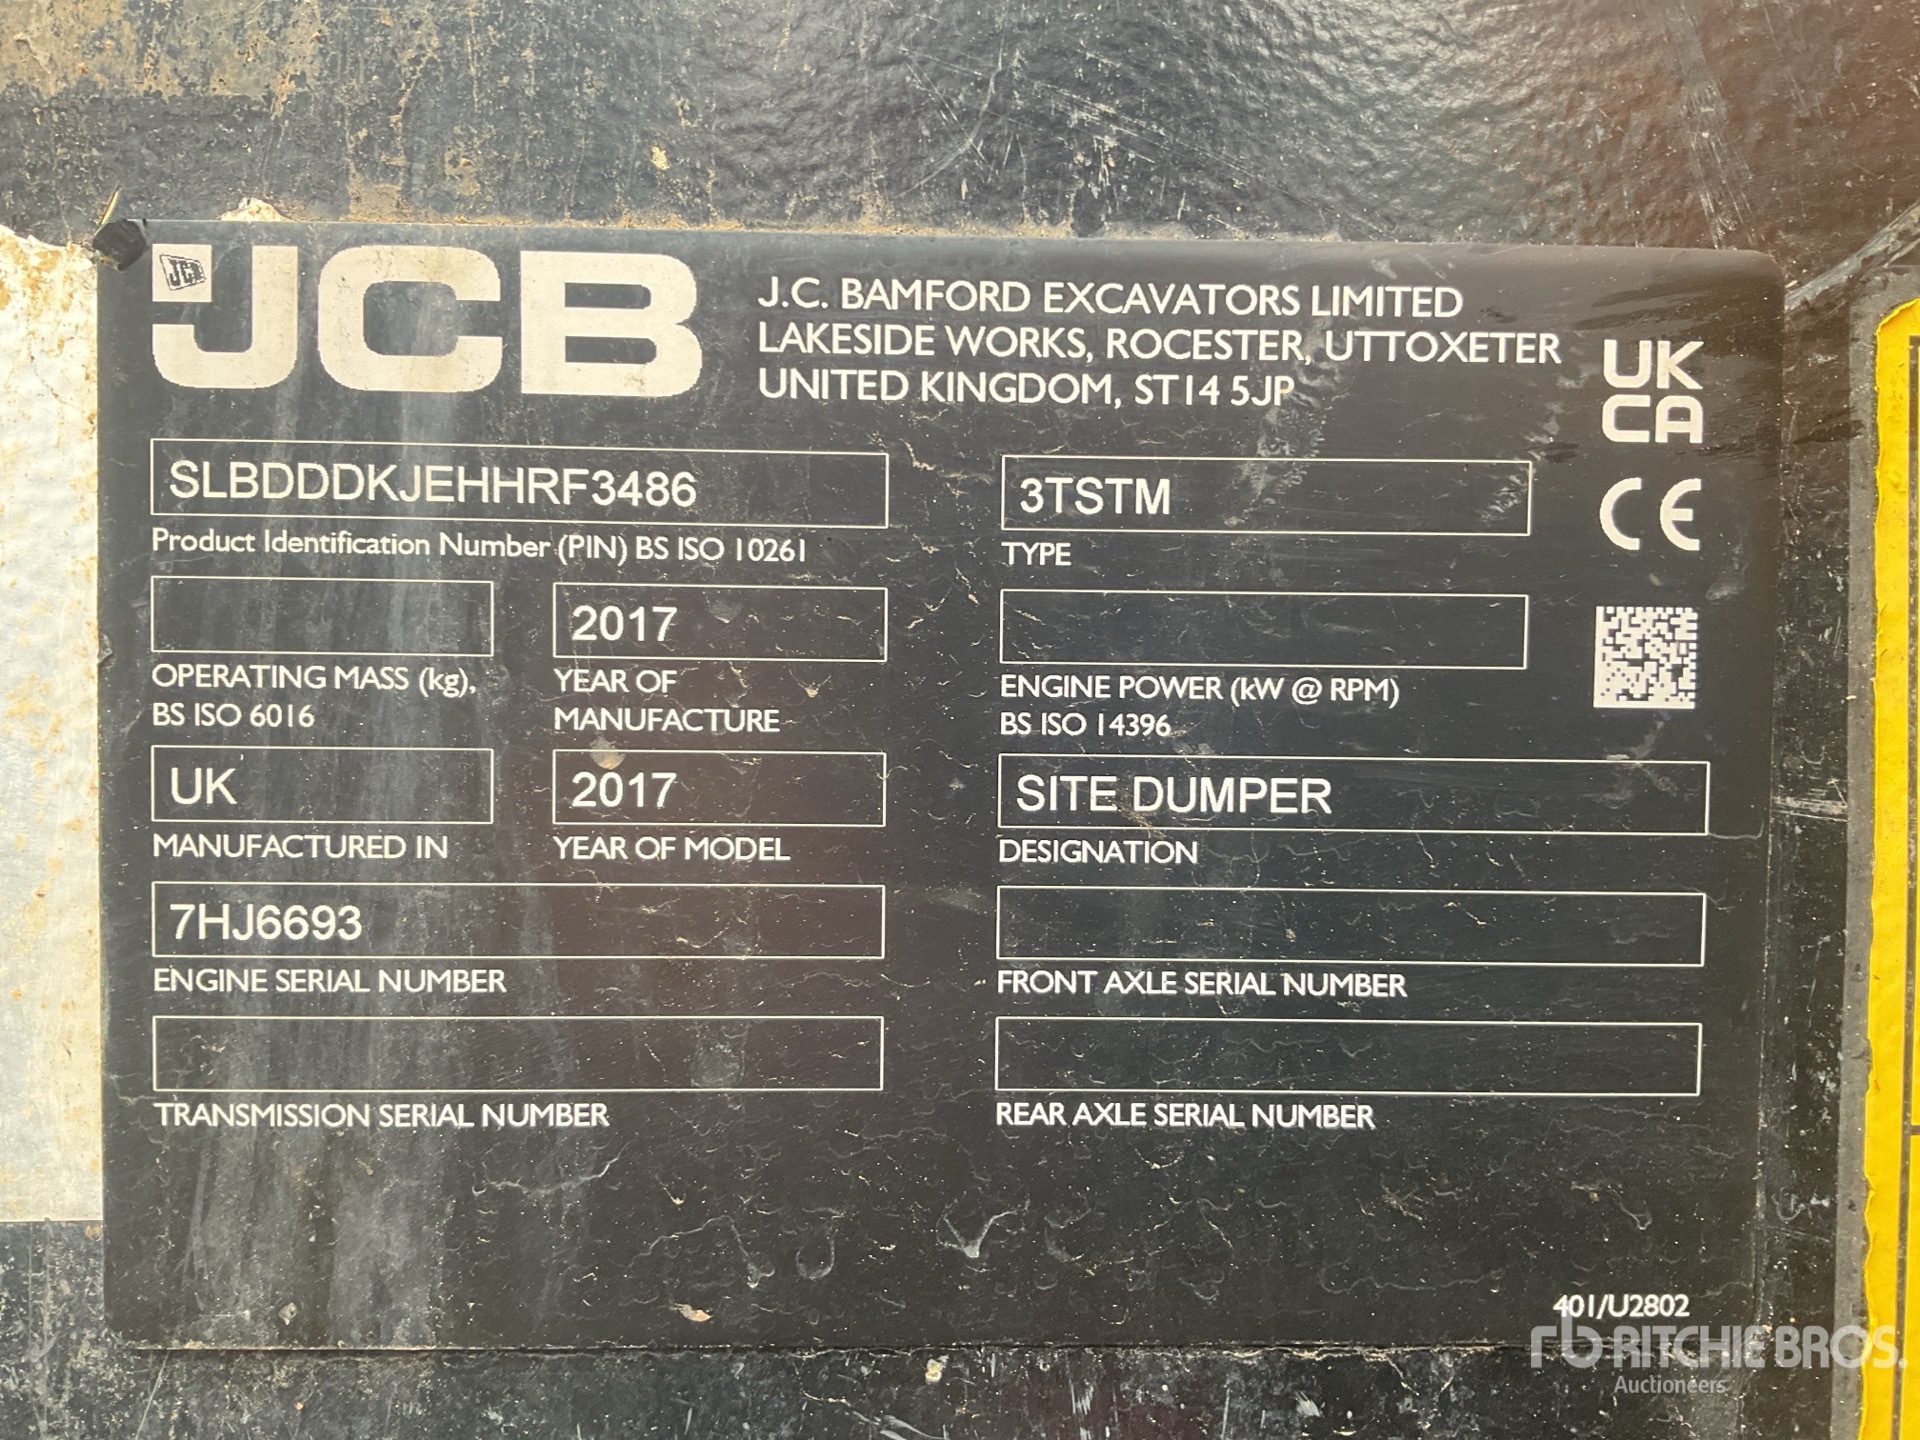 JCB
J.C. BAMFORD EXCAVATORS LIMITED
LAKESIDE WORKS, ROCESTER, UTTOXETER
UNITED KINGDOM, ST14 5JP
UK
CA
CE
SLBDDDKJEHHRF3486
Product Identification Number (PIN) BS ISO 10261
3TSTM
TYPE
OPERATING MASS (kg),
BS ISO 6016
2017
YEAR OF
MANUFACTURE
ENGINE POWER (kW @ RPM)
BS ISO 14396
UK
MANUFACTURED IN
2017
YEAR OF MODEL
SITE DUMPER
DESIGNATION
7HJ6693
ENGINE SERIAL NUMBER
FRONT AXLE SERIAL NUMBER
TRANSMISSION SERIAL NUMBER
REAR AXLE SERIAL NUMBER
401/U2802
rb RITCHIE BROS.
Auctioneers